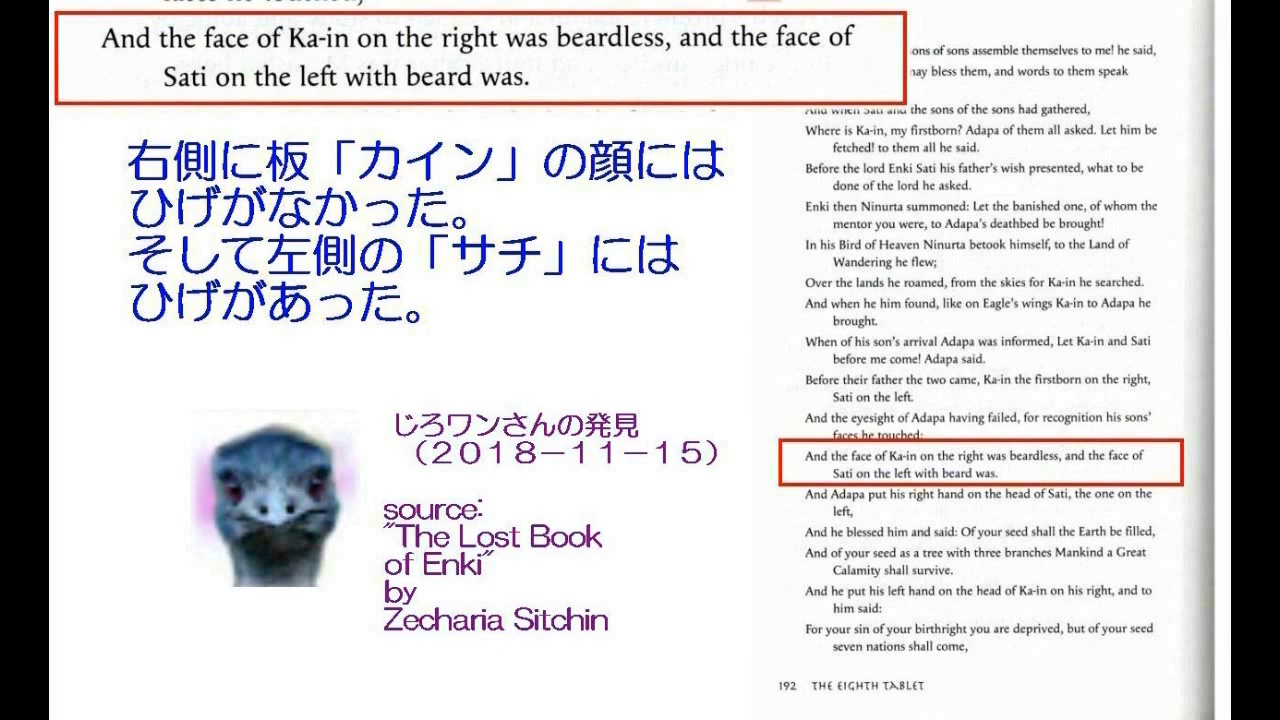 And the face of Ka-in on the right was beardless, and the face of
Sati on the left with beard was.
右側に板「カイン」の顔には
ひげがなかった。
そして左側の「サチ」には
ひげがあった。
じろワンさんの発見
（２０１８－１１－１５）
source:
"The Lost Book
of Enki"
by
Zecharia Sitchin
ons of sons assemble themselves to me! he said,
may bless them, and words to them speak
And when Sati and the sons of the sons had gathered,
Where is Ka-in, my firstborn? Adapa of them all asked. Let him be
fetched! to them all he said.
Before the lord Enki Sati his father's wish presented, what to be
done of the lord he asked.
Enki then Ninurta summoned: Let the banished one, of whom the
mentor you were, to Adapa's deathbed be brought!
In his Bird of Heaven Ninurta betook himself, to the Land of
Wandering he flew;
Over the lands he roamed, from the skies for Ka-in he searched.
And when he him found, like on Eagle's wings Ka-in to Adapa he
brought.
When of his son's arrival Adapa was informed, Let Ka-in and Sati
before me come! Adapa said.
Before their father the two came, Ka-in the firstborn on the right,
Sati on the left.
And the eyesight of Adapa having failed, for recognition his sons'
faces he touched;
And the face of Ka-in on the right was beardless, and the face of
Sati on the left with beard was.
And Adapa put his right hand on the head of Sati, the one on the
left,
And he blessed him and said: Of your seed shall the Earth be filled,
And of your seed as a tree with three branches Mankind a Great
Calamity shall survive.
And he put his left hand on the head of Ka-in on his right, and to
him said:
For your sin of your birthright you are deprived, but of your seed
seven nations shall come,
192 THE EIGHTH TABLET